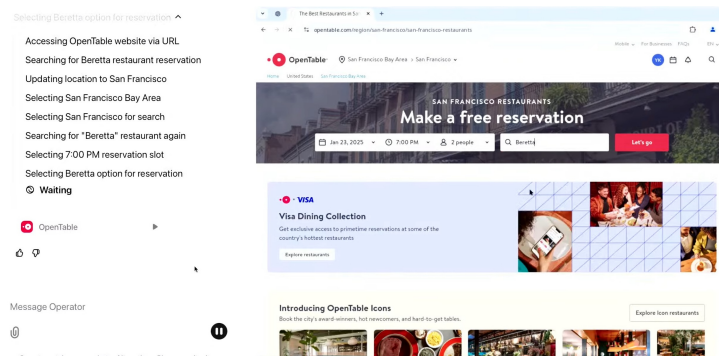 Selecting Beretta option for reservation
Accessing OpenTable website via URL
Searching for Beretta restaurant reservation
Updating location to San Francisco
Selecting San Francisco Bay Area
Selecting San Francisco for search
Searching for "Beretta" restaurant again
Selecting 7:00 PM reservation slot
Selecting Beretta option for reservation
Waiting
OpenTable
Message Operator
The Best Restaurants in Sa
opentable.com/region/san-francisco/san-francisco-restaurants
Mobile For Businesses FAQs EN
OpenTable San Francisco Bay Area > San Francisco YK
Home United States San Francisco Bay Area
SAN FRANCISCO RESTAURANTS
Make a free reservation
Jan 23, 2025 7:00 PM 2 people Beretta Let's go
VISA
Visa Dining Collection
Get exclusive access to primetime reservations at some of the
country's hottest restaurants
Explore restaurants
Introducing OpenTable Icons
Book the city's award-winners, hot newcomers, and hard-to-get tables.
Explore Icon restaurants